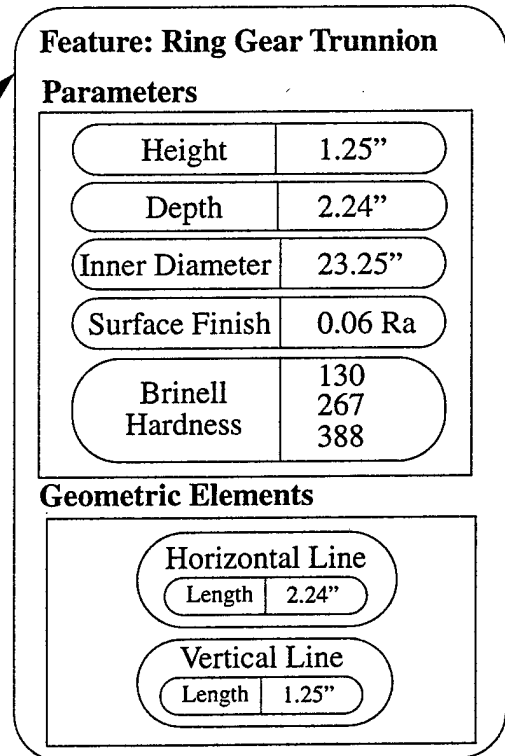 Feature: Ring Gear Trunnion
Parameters
Height 1.25”
Depth 2.24”
Inner Diameter 23.25”
Surface Finish 0.06 Ra
Brinell Hardness 130
267
388
Geometric Elements
Horizontal Line
Length 2.24”
Vertical Line
Length 1.25”